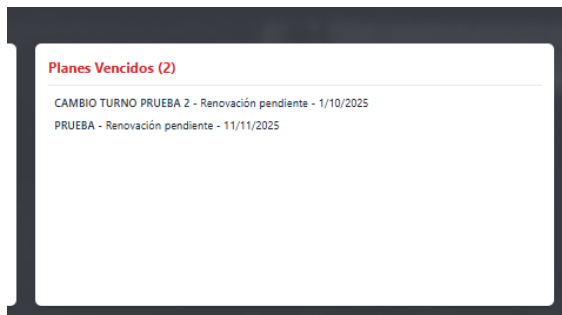 Planes Vencidos (2)
CAMBIO TURNO PRUEBA 2 - Renovación pendiente - 1/10/2025
PRUEBA - Renovación pendiente - 11/11/2025